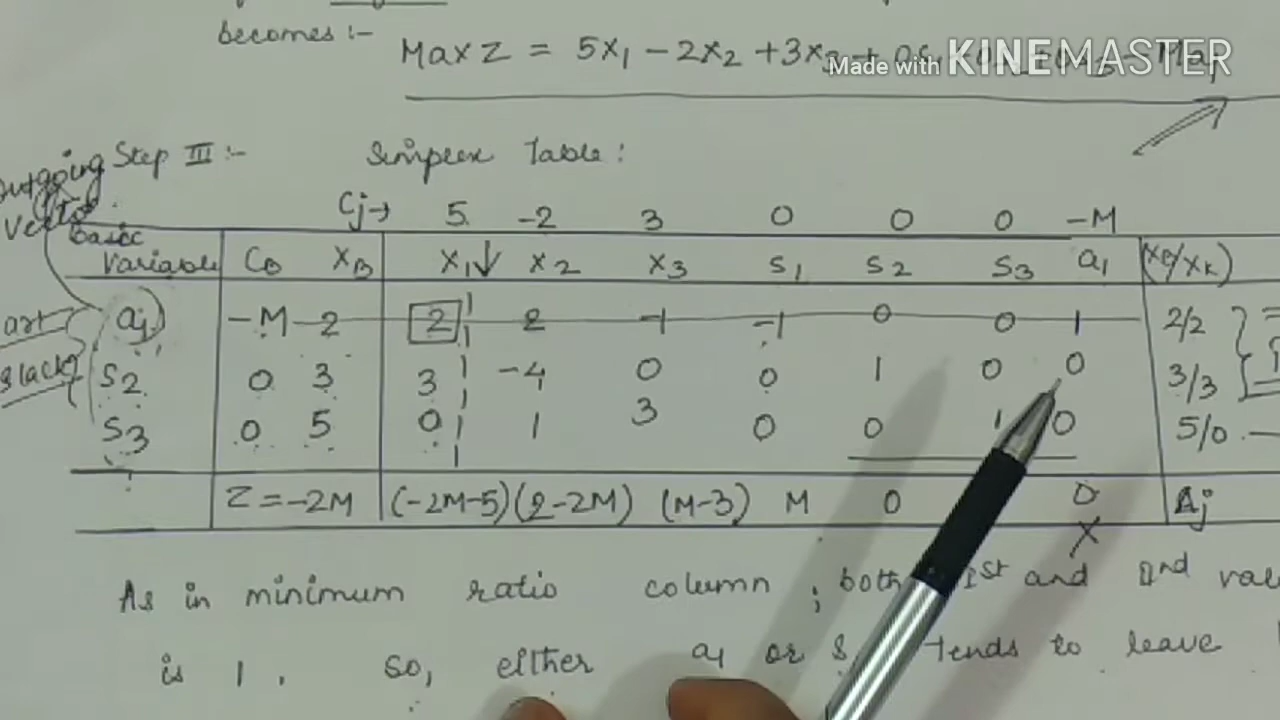 becomes :-
Max Z = 5x1 - 2x2 + 3x3 + 0s1 Ma1
Made with KINEMASTER
Outgoing Vector
Step III :- Simplex Table :
Cj→ 5 -2 3 0 0 0 -M
Basic Variable CB XB X1↓ X2 X3 S1 S2 S3 a1 (XB/XK)
art a1 -M 2 2 2 -1 -1 0 0 1 2/2
slack S2 0 3 3 -4 0 0 1 0 0 3/3
S3 0 5 0 1 3 0 0 1 0 5/0
Z = -2M (-2M-5) (2-2M) (M-3) M 0 0 Δj
X
As in minimum ratio column ; both Ist and IInd
is 1 . So, either a1 or S tends to leave